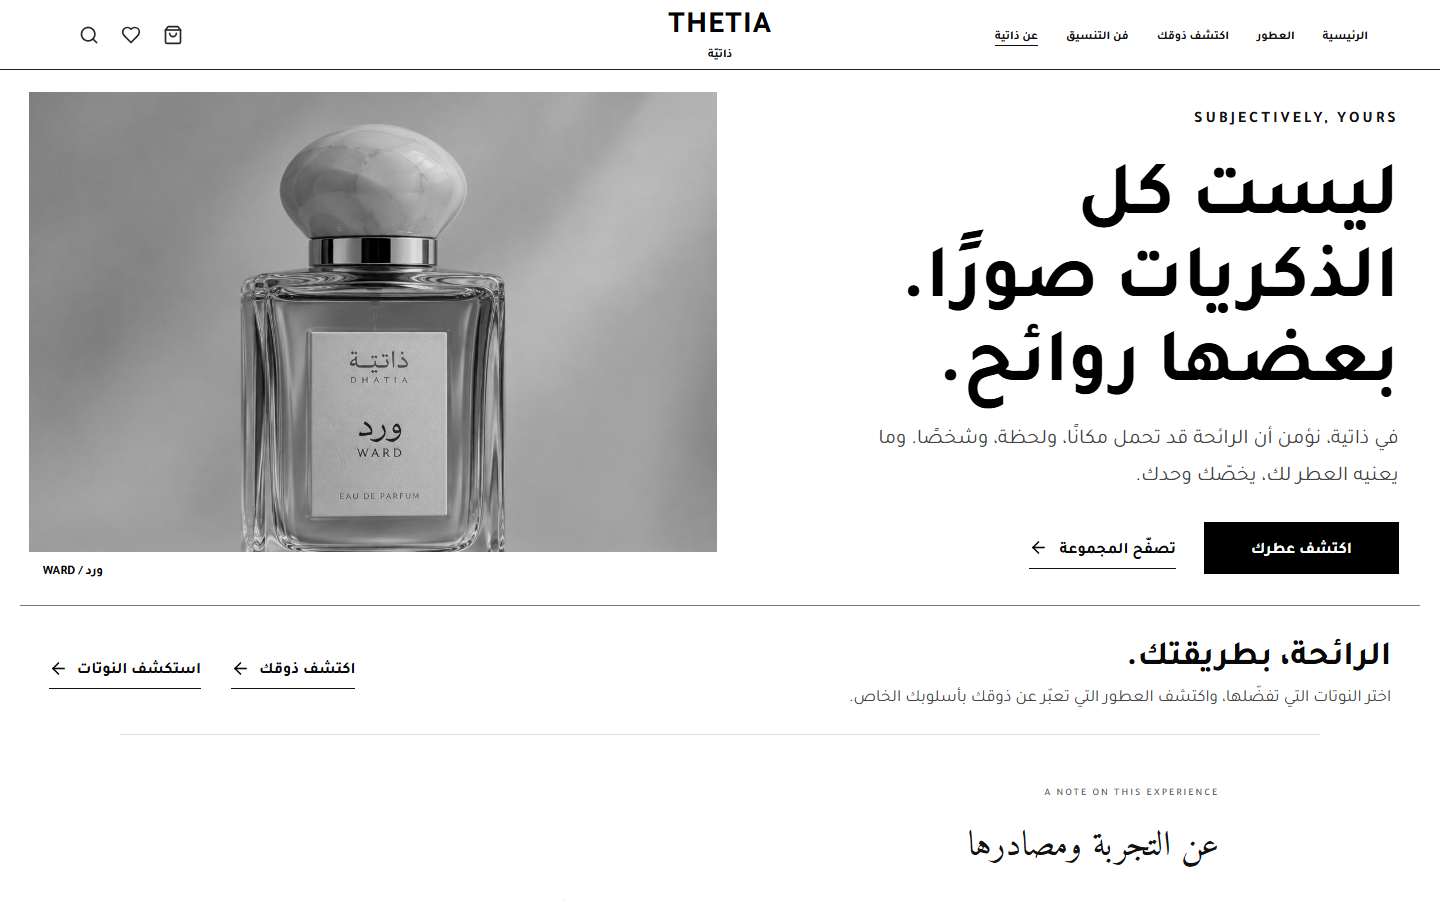 THETIA
ذاتيّة
الرئيسية
العطور
اكتشف ذوقك
فن التنسيق
عن ذاتية
SUBJECTIVELY, YOURS
ليست كل
الذكريات صورًا.
بعضها روائح.
في ذاتية، نؤمن أن الرائحة قد تحمل مكانًا، ولحظة، وشخصًا. وما
يعنيه العطر لك، يخصّك وحدك.
اكتشف عطرك
تصفّح المجموعة
ذاتيّة
DHATIA
ورد
WARD
EAU DE PARFUM
ورد / WARD
الرائحة، بطريقتك.
اختر النوتات التي تفضّلها، واكتشف العطور التي تعبّر عن ذوقك بأسلوبك الخاص.
اكتشف ذوقك
استكشف النوتات
A NOTE ON THIS EXPERIENCE
عن التجربة ومصادرها